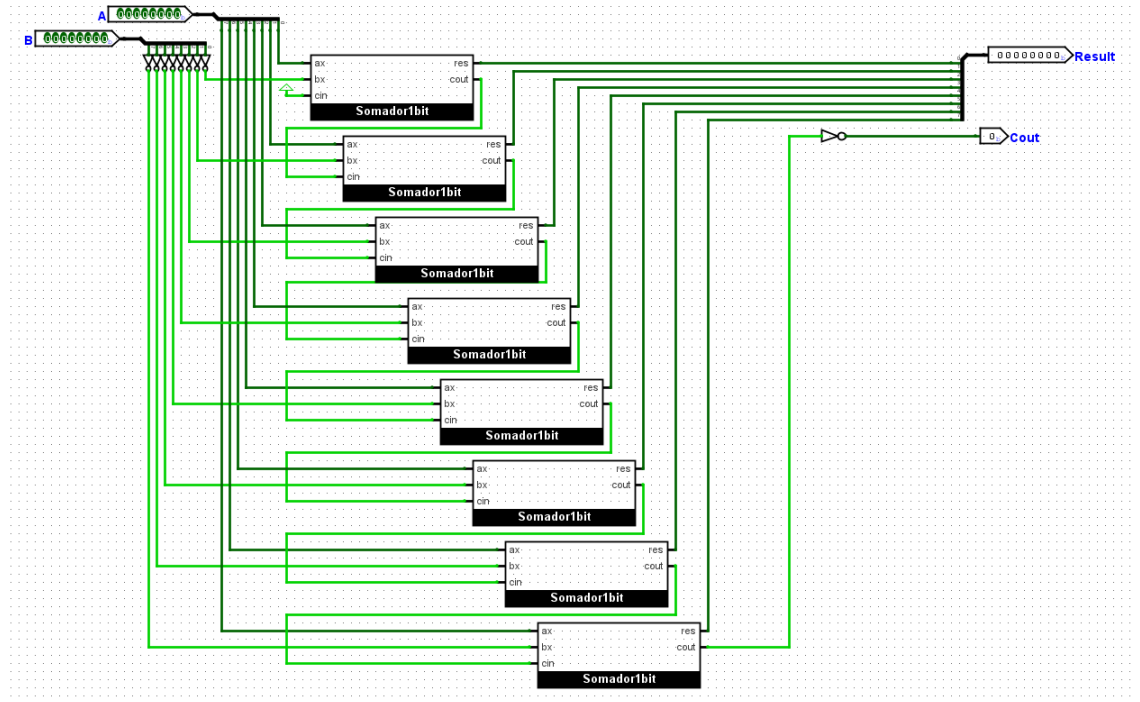 A 00000000
B 00000000
ax res
bx cout
cin
Somador1bit
ax res
bx cout
cin
Somador1bit
ax res
bx cout
cin
Somador1bit
ax res
bx cout
cin
Somador1bit
ax res
bx cout
cin
Somador1bit
ax res
bx cout
cin
Somador1bit
ax res
bx cout
cin
Somador1bit
ax res
bx cout
cin
Somador1bit
00000000 Result
0 Cout